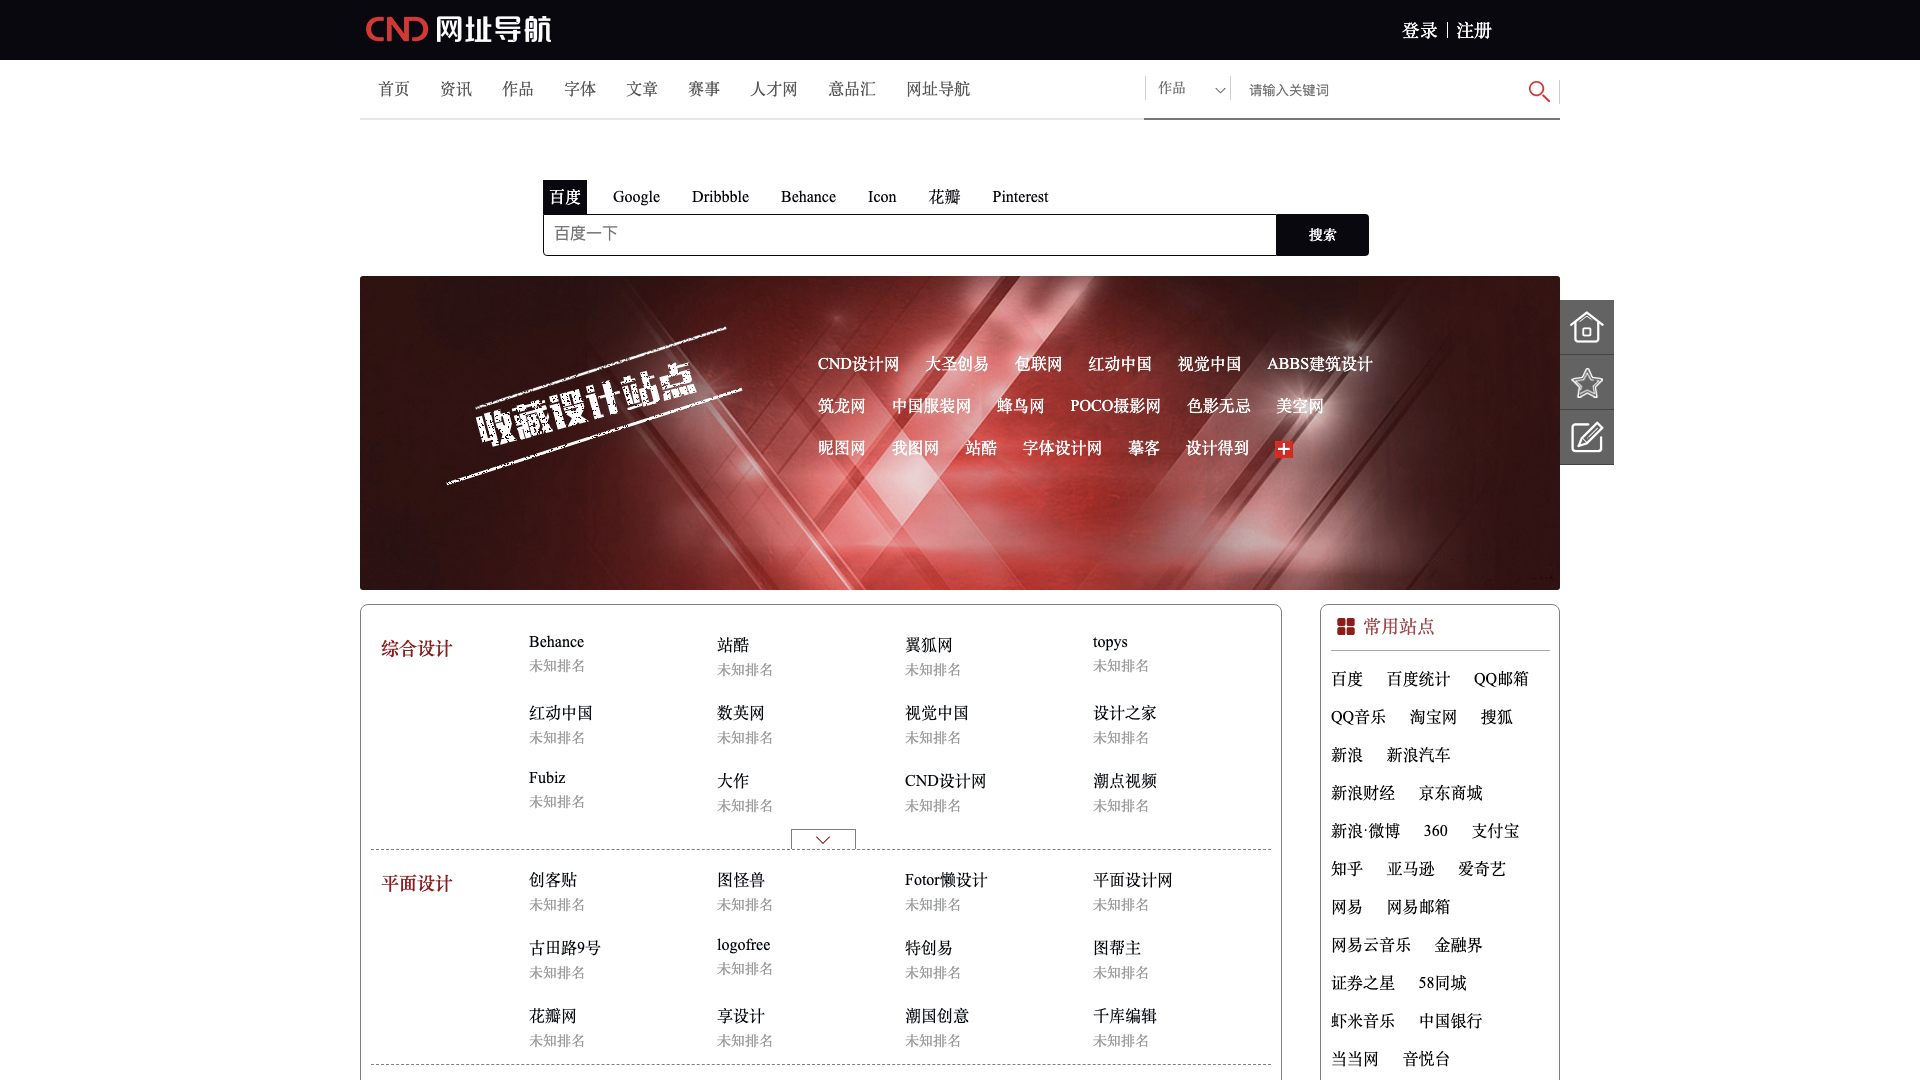 CND 网址导航
登录 注册
首页 资讯 作品 字体 文章 赛事 人才网 意品汇 网址导航
作品 请输入关键词
百度 Google Dribbble Behance Icon 花瓣 Pinterest
百度一下 搜索
收藏设计站点
CND设计网 大圣创易 包联网 红动中国 视觉中国 ABBS建筑设计
筑龙网 中国服装网 蜂鸟网 POCO摄影网 色影无忌 美空网
昵图网 我图网 站酷 字体设计网 摹客 设计得到
综合设计
Behance 站酷 翼狐网 topys
未知排名 未知排名 未知排名 未知排名
红动中国 数英网 视觉中国 设计之家
未知排名 未知排名 未知排名 未知排名
Fubiz 大作 CND设计网 潮点视频
未知排名 未知排名 未知排名 未知排名
平面设计
创客贴 图怪兽 Fotor懒设计 平面设计网
未知排名 未知排名 未知排名 未知排名
古田路9号 logofree 特创易 图帮主
未知排名 未知排名 未知排名 未知排名
花瓣网 享设计 潮国创意 千库编辑
未知排名 未知排名 未知排名 未知排名
常用站点
百度 百度统计 QQ邮箱
QQ音乐 淘宝网 搜狐
新浪 新浪汽车
新浪财经 京东商城
新浪·微博 360 支付宝
知乎 亚马逊 爱奇艺
网易 网易邮箱
网易云音乐 金融界
证券之星 58同城
虾米音乐 中国银行
当当网 音悦台